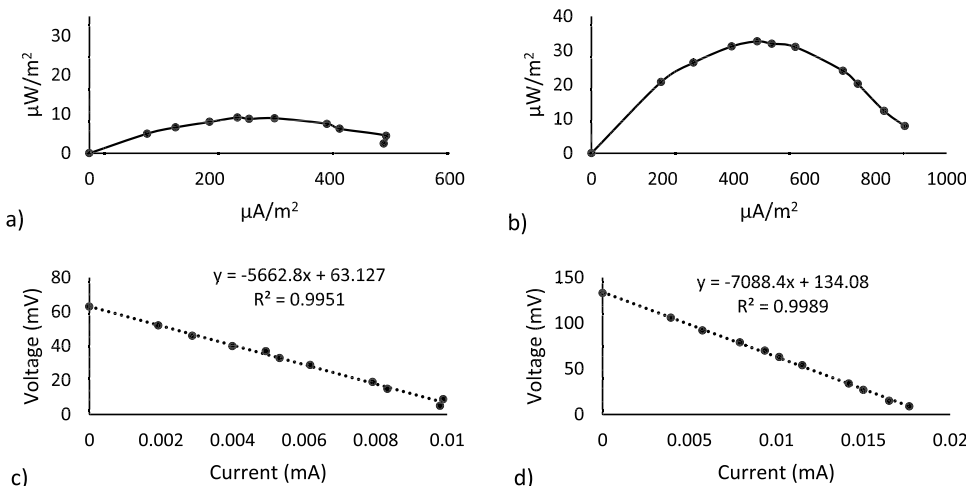 µW/m²
30
20
10
0
0 200 400 600
µA/m²
a)
µW/m²
40
30
20
10
0
0 200 400 600 800 1000
µA/m²
b)
Voltage (mV)
80
60
40
20
0
y = -5662.8x + 63.127
R² = 0.9951
0 0.002 0.004 0.006 0.008 0.01
Current (mA)
c)
Voltage (mV)
150
100
50
0
y = -7088.4x + 134.08
R² = 0.9989
0 0.005 0.01 0.015 0.02
Current (mA)
d)